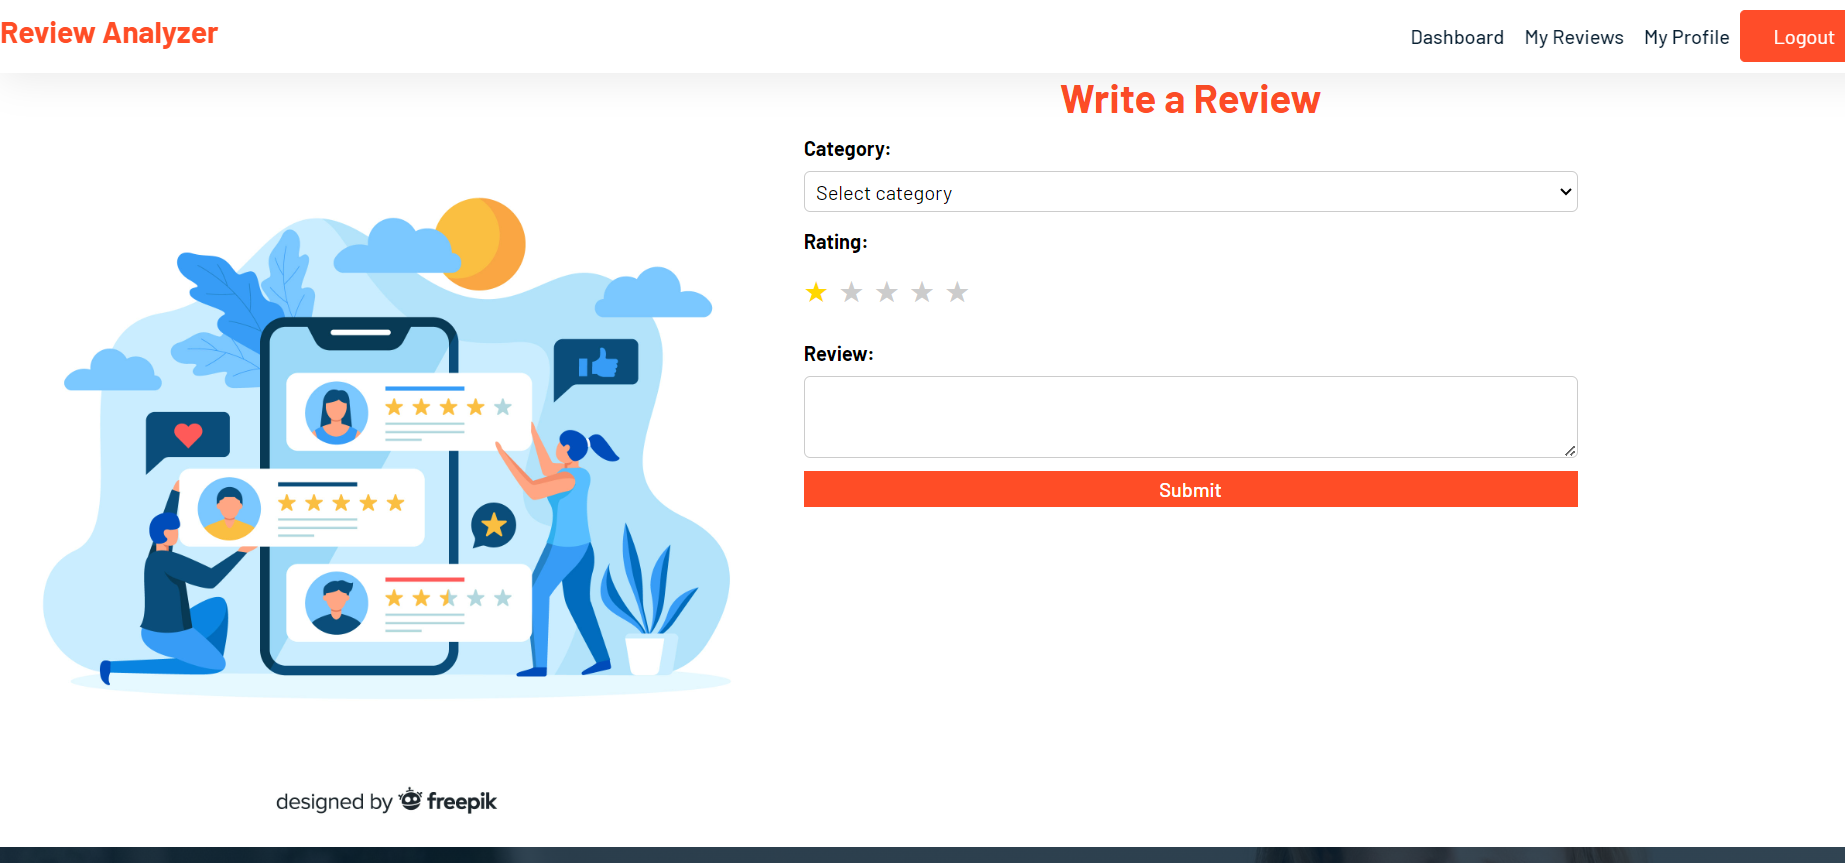 Review Analyzer
Dashboard My Reviews My Profile Logout
Write a Review
Category:
Select category
Rating:
Review:
Submit
designed by freepik